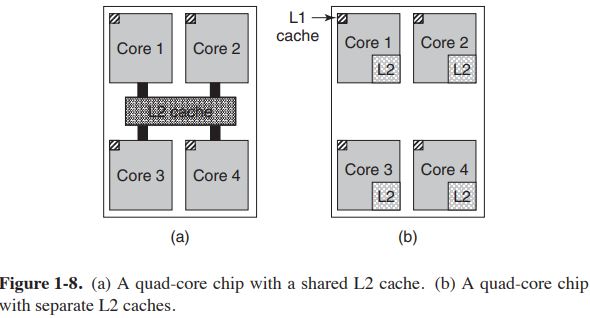 Core 1 Core 2
L2 cache
Core 3 Core 4
(a)
L1
cache
Core 1 Core 2
L2 L2
Core 3 Core 4
L2 L2
(b)
Figure 1-8. (a) A quad-core chip with a shared L2 cache. (b) A quad-core chip
with separate L2 caches.